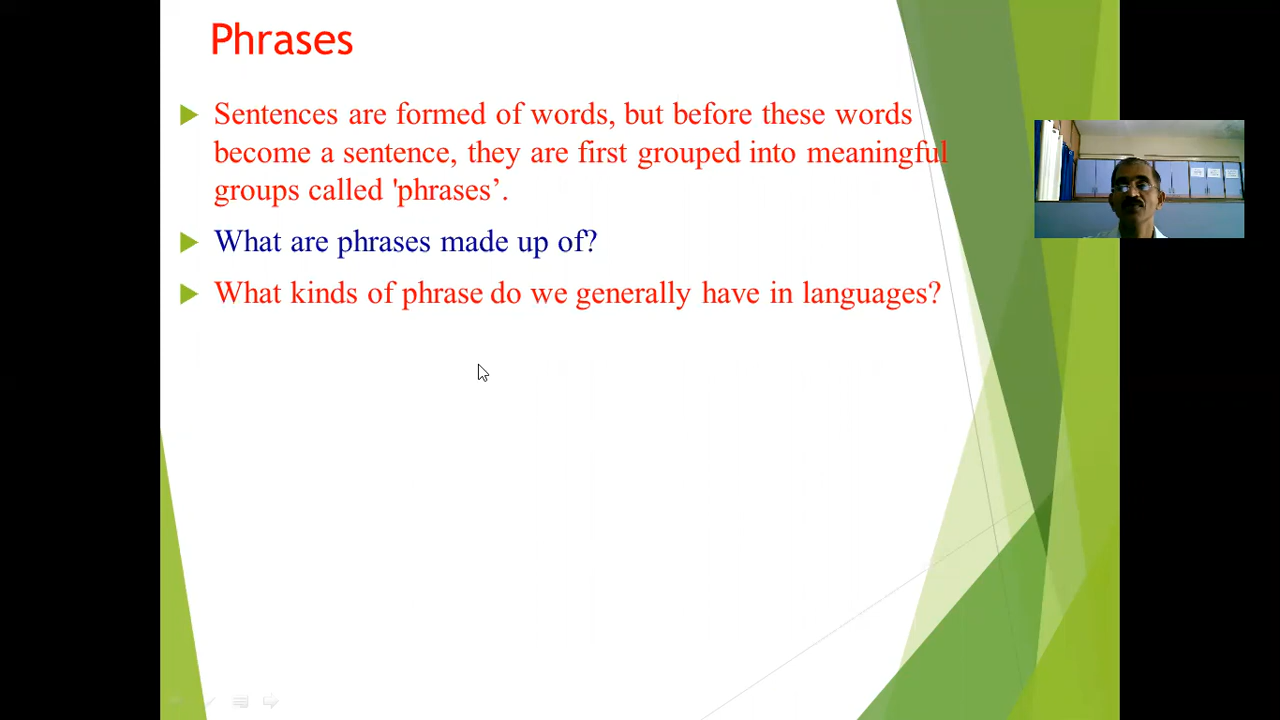 Phrases
Sentences are formed of words, but before these words
become a sentence, they are first grouped into meaningful
groups called 'phrases’.
What are phrases made up of?
What kinds of phrase do we generally have in languages?